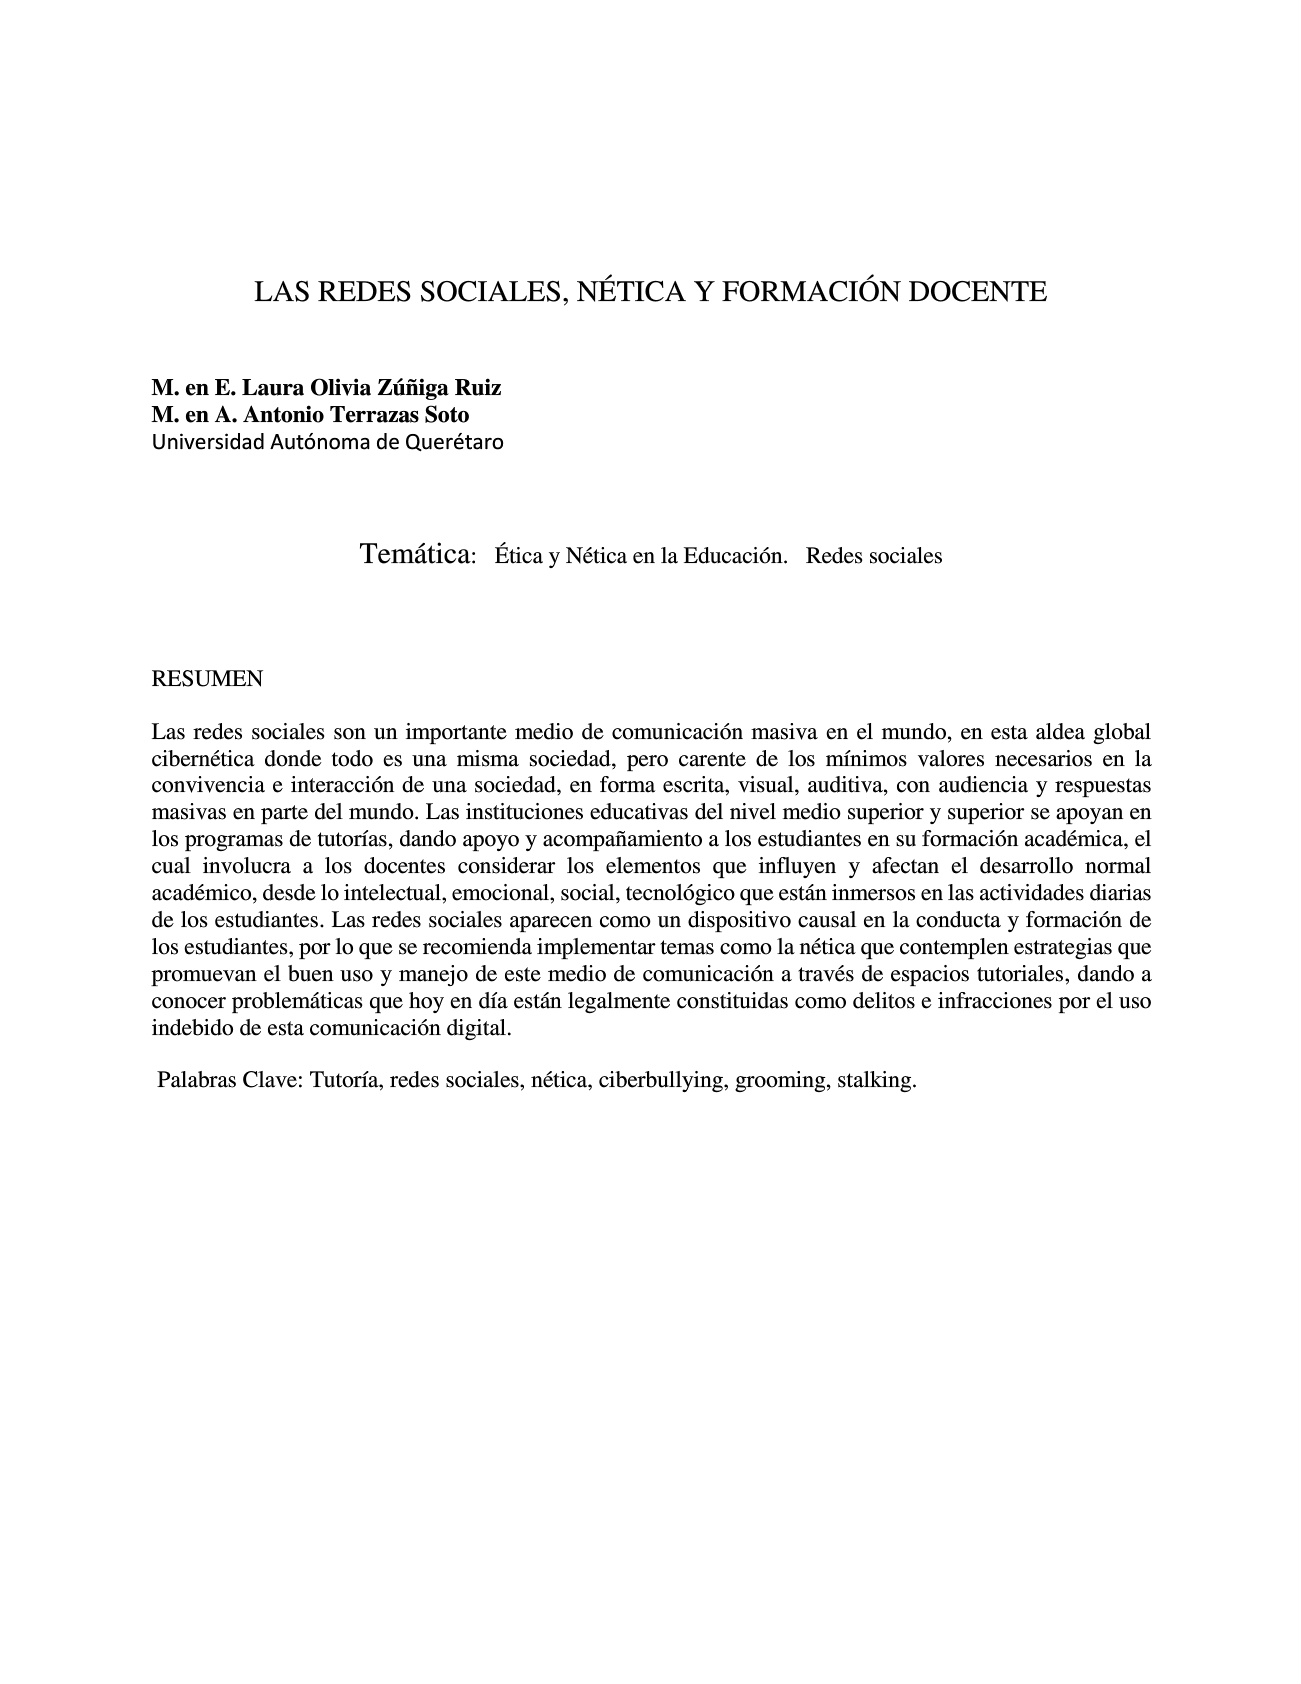 LAS REDES SOCIALES, NÉTICA Y FORMACIÓN DOCENTE
M. en E. Laura Olivia Zúñiga Ruiz
M. en A. Antonio Terrazas Soto
Universidad Autónoma de Querétaro
Temática: Ética y Nética en la Educación. Redes sociales
RESUMEN
Las redes sociales son un importante medio de comunicación masiva en el mundo, en esta aldea global
cibernética donde todo es una misma sociedad, pero carente de los mínimos valores necesarios en la
convivencia e interacción de una sociedad, en forma escrita, visual, auditiva, con audiencia y respuestas
masivas en parte del mundo. Las instituciones educativas del nivel medio superior y superior se apoyan en
los programas de tutorías, dando apoyo y acompañamiento a los estudiantes en su formación académica, el
cual involucra a los docentes considerar los elementos que influyen y afectan el desarrollo normal
académico, desde lo intelectual, emocional, social, tecnológico que están inmersos en las actividades diarias
de los estudiantes. Las redes sociales aparecen como un dispositivo causal en la conducta y formación de
los estudiantes, por lo que se recomienda implementar temas como la nética que contemplen estrategias que
promuevan el buen uso y manejo de este medio de comunicación a través de espacios tutoriales, dando a
conocer problemáticas que hoy en día están legalmente constituidas como delitos e infracciones por el uso
indebido de esta comunicación digital.
Palabras Clave: Tutoría, redes sociales, nética, ciberbullying, grooming, stalking.